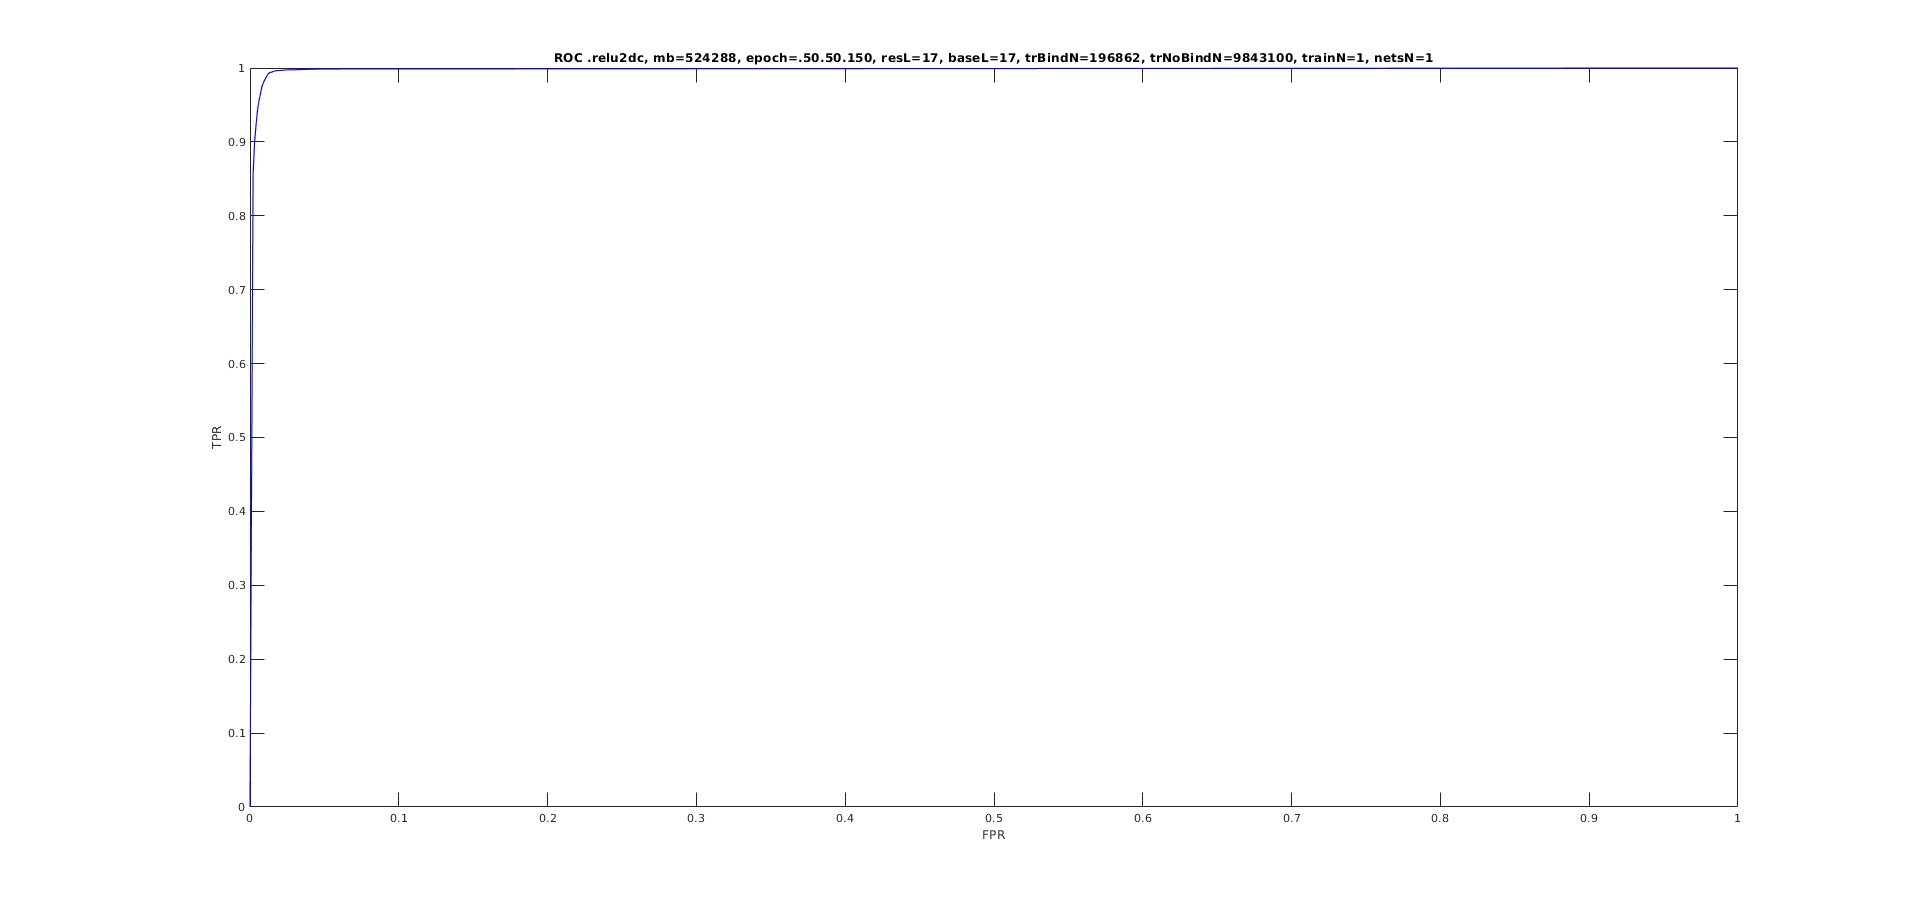 ROC .relu2dc, mb=524288, epoch=.50.50.150, resL=17, baseL=17, trBindN=196862, trNoBindN=9843100, trainN=1, netsN=1
1
0.9
0.8
0.7
0.6
0.5
0.4
0.3
0.2
0.1
0
TPR
0 0.1 0.2 0.3 0.4 0.5 0.6 0.7 0.8 0.9 1
FPR